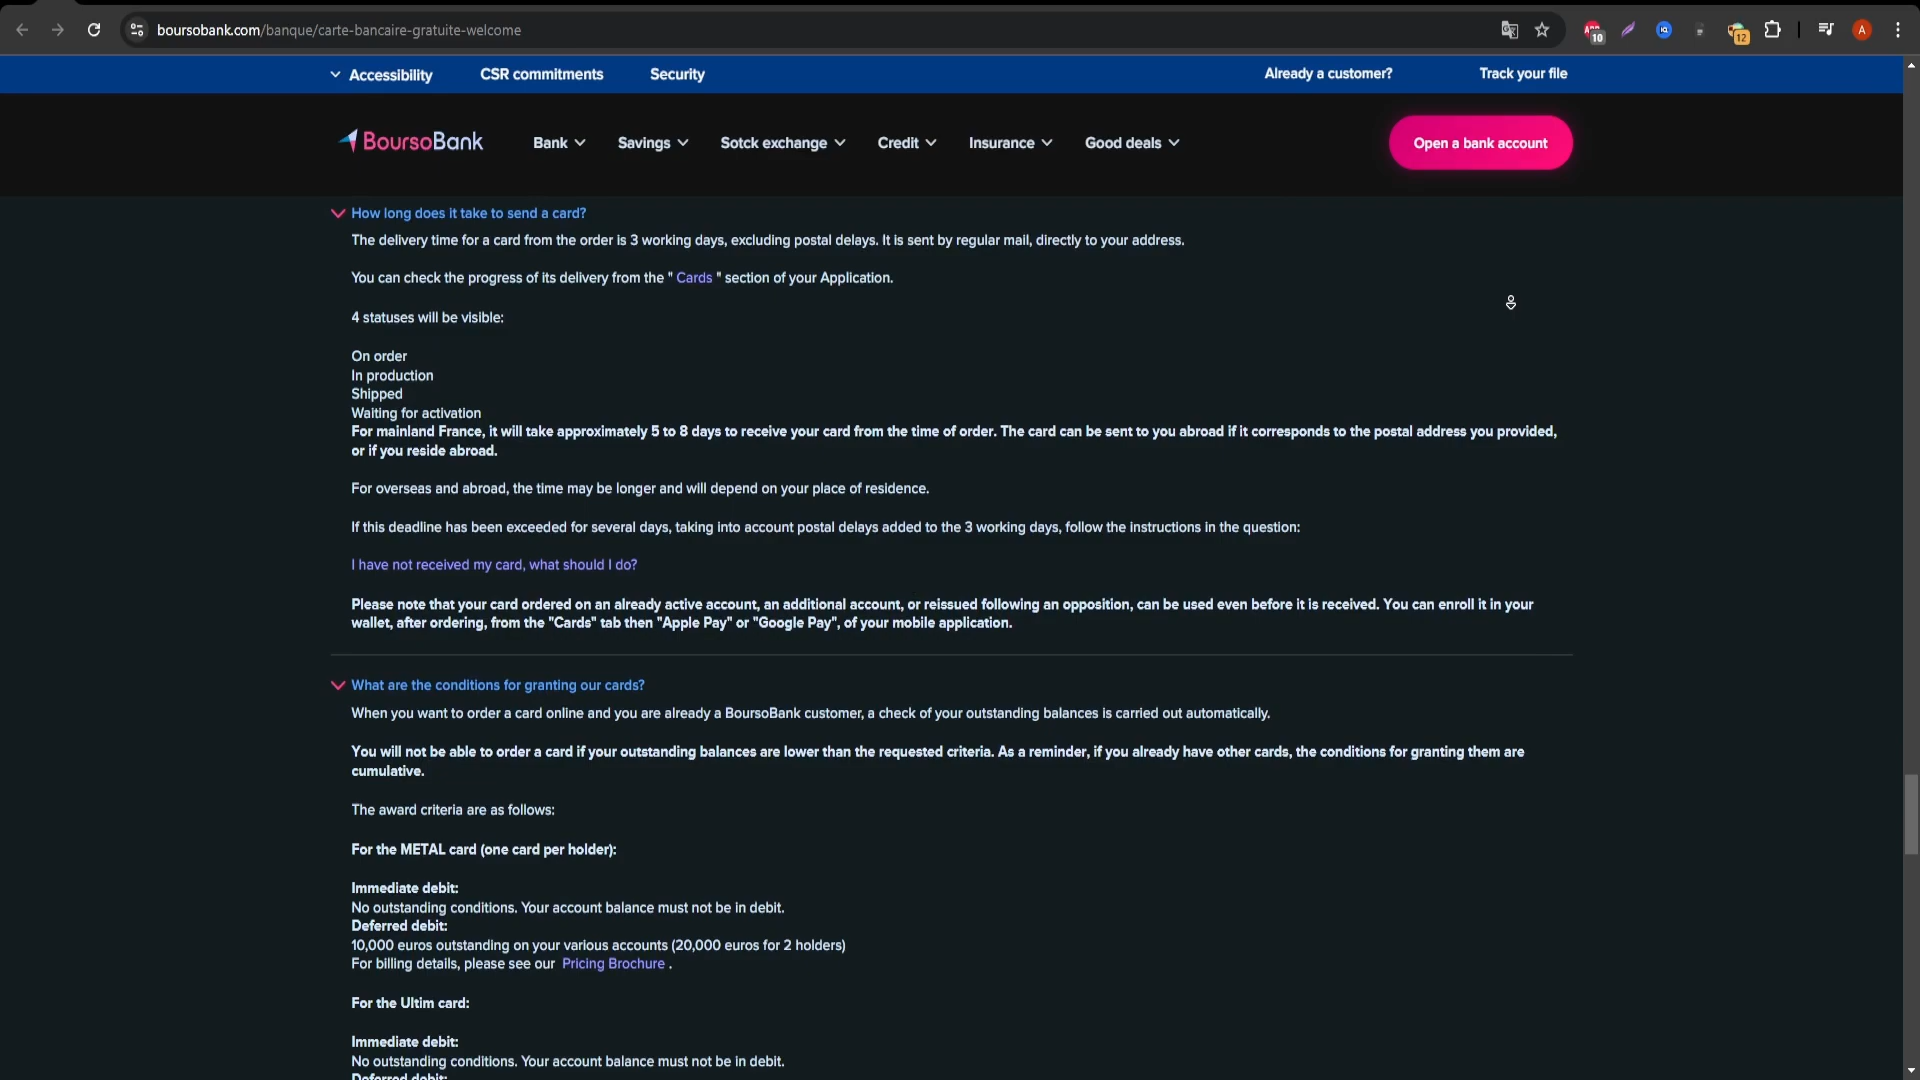 boursobank.com/banque/carte-bancaire-gratuite-welcome
10
12
A
Accessibility CSR commitments Security Already a customer? Track your file
BoursoBank Bank Savings Sotck exchange Credit Insurance Good deals Open a bank account
How long does it take to send a card?
The delivery time for a card from the order is 3 working days, excluding postal delays. It is sent by regular mail, directly to your address.
You can check the progress of its delivery from the " Cards " section of your Application.
4 statuses will be visible:
On order
In production
Shipped
Waiting for activation
For mainland France, it will take approximately 5 to 8 days to receive your card from the time of order. The card can be sent to you abroad if it corresponds to the postal address you provided,
or if you reside abroad.
For overseas and abroad, the time may be longer and will depend on your place of residence.
If this deadline has been exceeded for several days, taking into account postal delays added to the 3 working days, follow the instructions in the question:
I have not received my card, what should I do?
Please note that your card ordered on an already active account, an additional account, or reissued following an opposition, can be used even before it is received. You can enroll it in your
wallet, after ordering, from the "Cards" tab then "Apple Pay" or "Google Pay", of your mobile application.
What are the conditions for granting our cards?
When you want to order a card online and you are already a BoursoBank customer, a check of your outstanding balances is carried out automatically.
You will not be able to order a card if your outstanding balances are lower than the requested criteria. As a reminder, if you already have other cards, the conditions for granting them are
cumulative.
The award criteria are as follows:
For the METAL card (one card per holder):
Immediate debit:
No outstanding conditions. Your account balance must not be in debit.
Deferred debit:
10,000 euros outstanding on your various accounts (20,000 euros for 2 holders)
For billing details, please see our Pricing Brochure .
For the Ultim card:
Immediate debit:
No outstanding conditions. Your account balance must not be in debit.
Deferred debit: